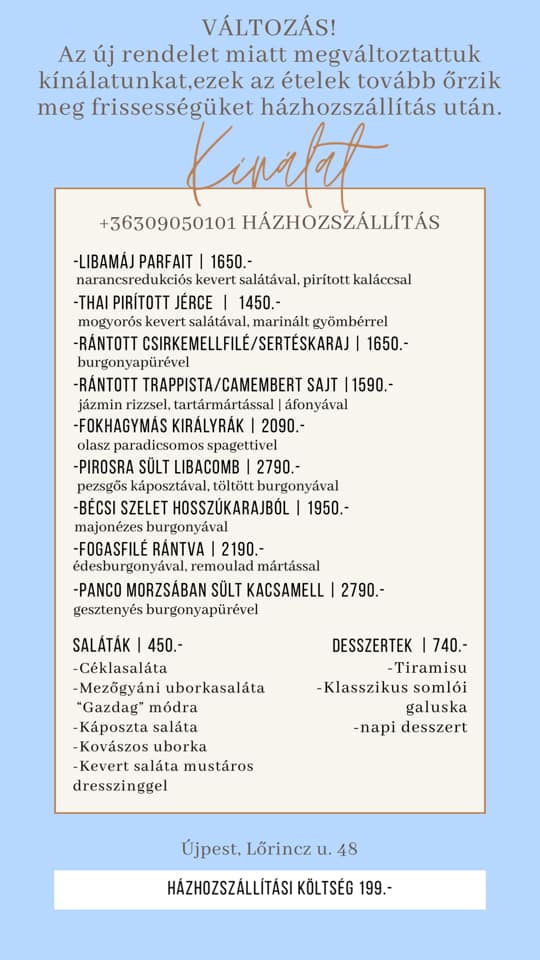 VÁLTOZÁS!
Az új rendelet miatt megváltoztattuk
kínálatunkat,ezek az ételek tovább őrzik
meg frissességüket házhozszállítás után.
Kínálat
+36309050101 HÁZHOZSZÁLLÍTÁS
-LIBAMÁJ PARFAIT | 1650.-
narancsredukciós kevert salátával, pirított kaláccsal
-THAI PIRÍTOTT JÉRCE | 1450.-
mogyorós kevert salátával, marinált gyömbérrel
-RÁNTOTT CSIRKEMELLFILÉ/SERTÉSKARAJ | 1650.-
burgonyapürével
-RÁNTOTT TRAPPISTA/CAMEMBERT SAJT |1590.-
jázmin rizzsel, tartármártással | áfonyával
-FOKHAGYMÁS KIRÁLYRÁK | 2090.-
olasz paradicsomos spagettivel
-PIROSRA SÜLT LIBACOMB | 2790.-
pezsgős káposztával, töltött burgonyával
-BÉCSI SZELET HOSSZÚKARAJBÓL | 1950.-
majonézes burgonyával
-FOGASFILÉ RÁNTVA | 2190.-
édesburgonyával, remoulad mártással
-PANCO MORZSÁBAN SÜLT KACSAMELL | 2790.-
gesztenyés burgonyapürével
SALÁTÁK | 450.-
-Céklasaláta
-Mezőgyáni uborkasaláta
“Gazdag” módra
-Káposzta saláta
-Kovászos uborka
-Kevert saláta mustáros
dresszinggel
DESSZERTEK | 740.-
-Tiramisu
-Klasszikus somlói
galuska
-napi desszert
Újpest, Lőrincz u. 48
HÁZHOZSZÁLLÍTÁSI KÖLTSÉG 199.-